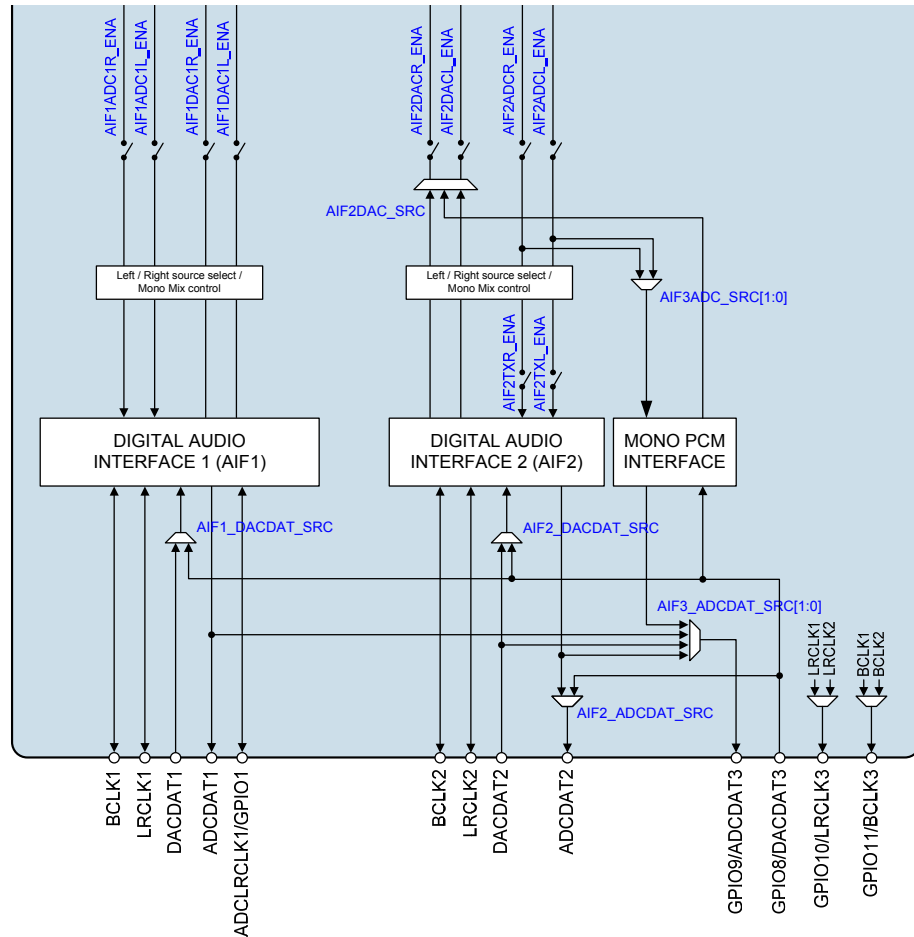 AIF1ADC1R_ENA
AIF1ADC1L_ENA
AIF1DAC1R_ENA
AIF1DAC1L_ENA
AIF2DACR_ENA
AIF2DACL_ENA
AIF2ADCR_ENA
AIF2ADCL_ENA
AIF2DAC_SRC
Left / Right source select /
Mono Mix control
Left / Right source select /
Mono Mix control
AIF3ADC_SRC[1:0]
AIF2TXR_ENA
AIF2TXL_ENA
DIGITAL AUDIO
INTERFACE 1 (AIF1)
DIGITAL AUDIO
INTERFACE 2 (AIF2)
MONO PCM
INTERFACE
AIF1_DACDAT_SRC
AIF2_DACDAT_SRC
AIF3_ADCDAT_SRC[1:0]
LRCLK1
LRCLK2
BCLK1
BCLK2
AIF2_ADCDAT_SRC
BCLK1
LRCLK1
DACDAT1
ADCDAT1
ADCLRCLK1/GPIO1
BCLK2
LRCLK2
DACDAT2
ADCDAT2
GPIO9/ADCDAT3
GPIO8/DACDAT3
GPIO10/LRCLK3
GPIO11/BCLK3